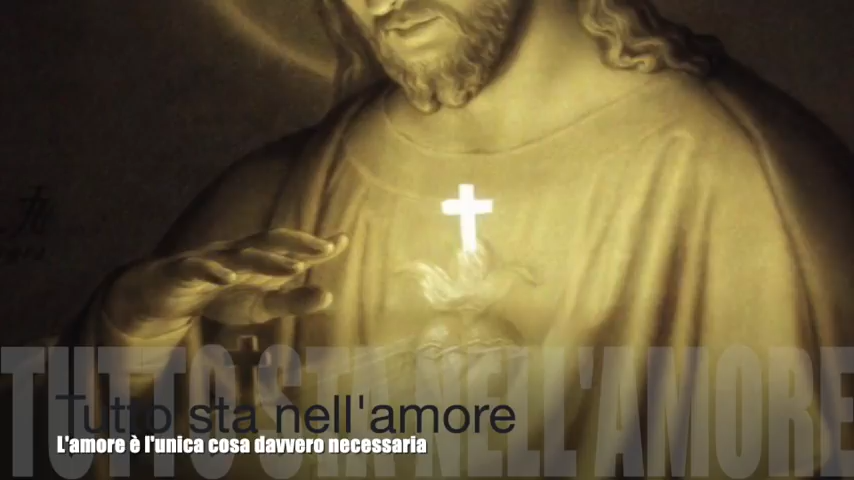 TUTTO STA NELL'AMORE
Tutto sta nell'amore
L'amore è l'unica cosa davvero necessaria